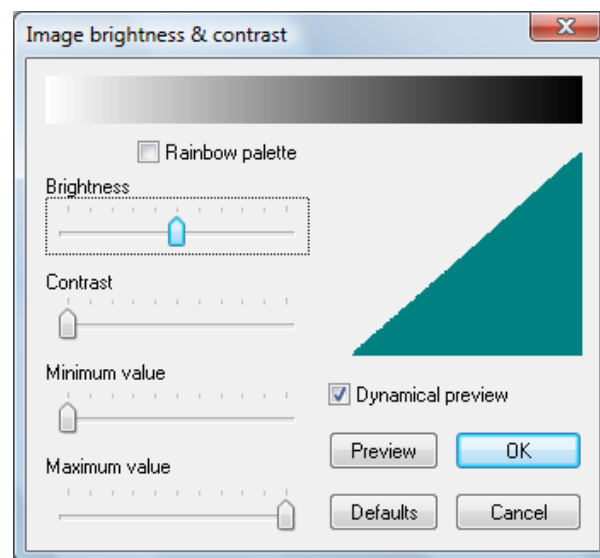 Image brightness & contrast
Rainbow palette
Brightness
Contrast
Minimum value
Dynamical preview
Preview
OK
Maximum value
Defaults
Cancel